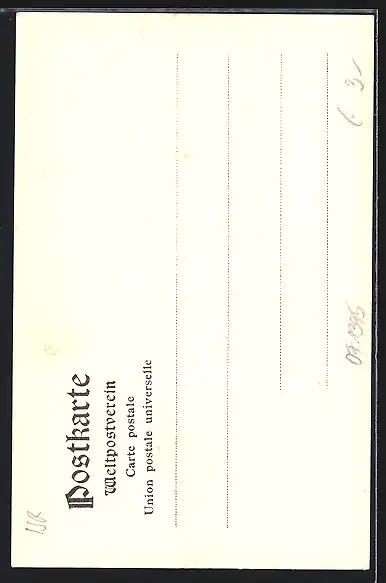 Postkarte
Weltpostverein
Carte postale
Union postale universelle